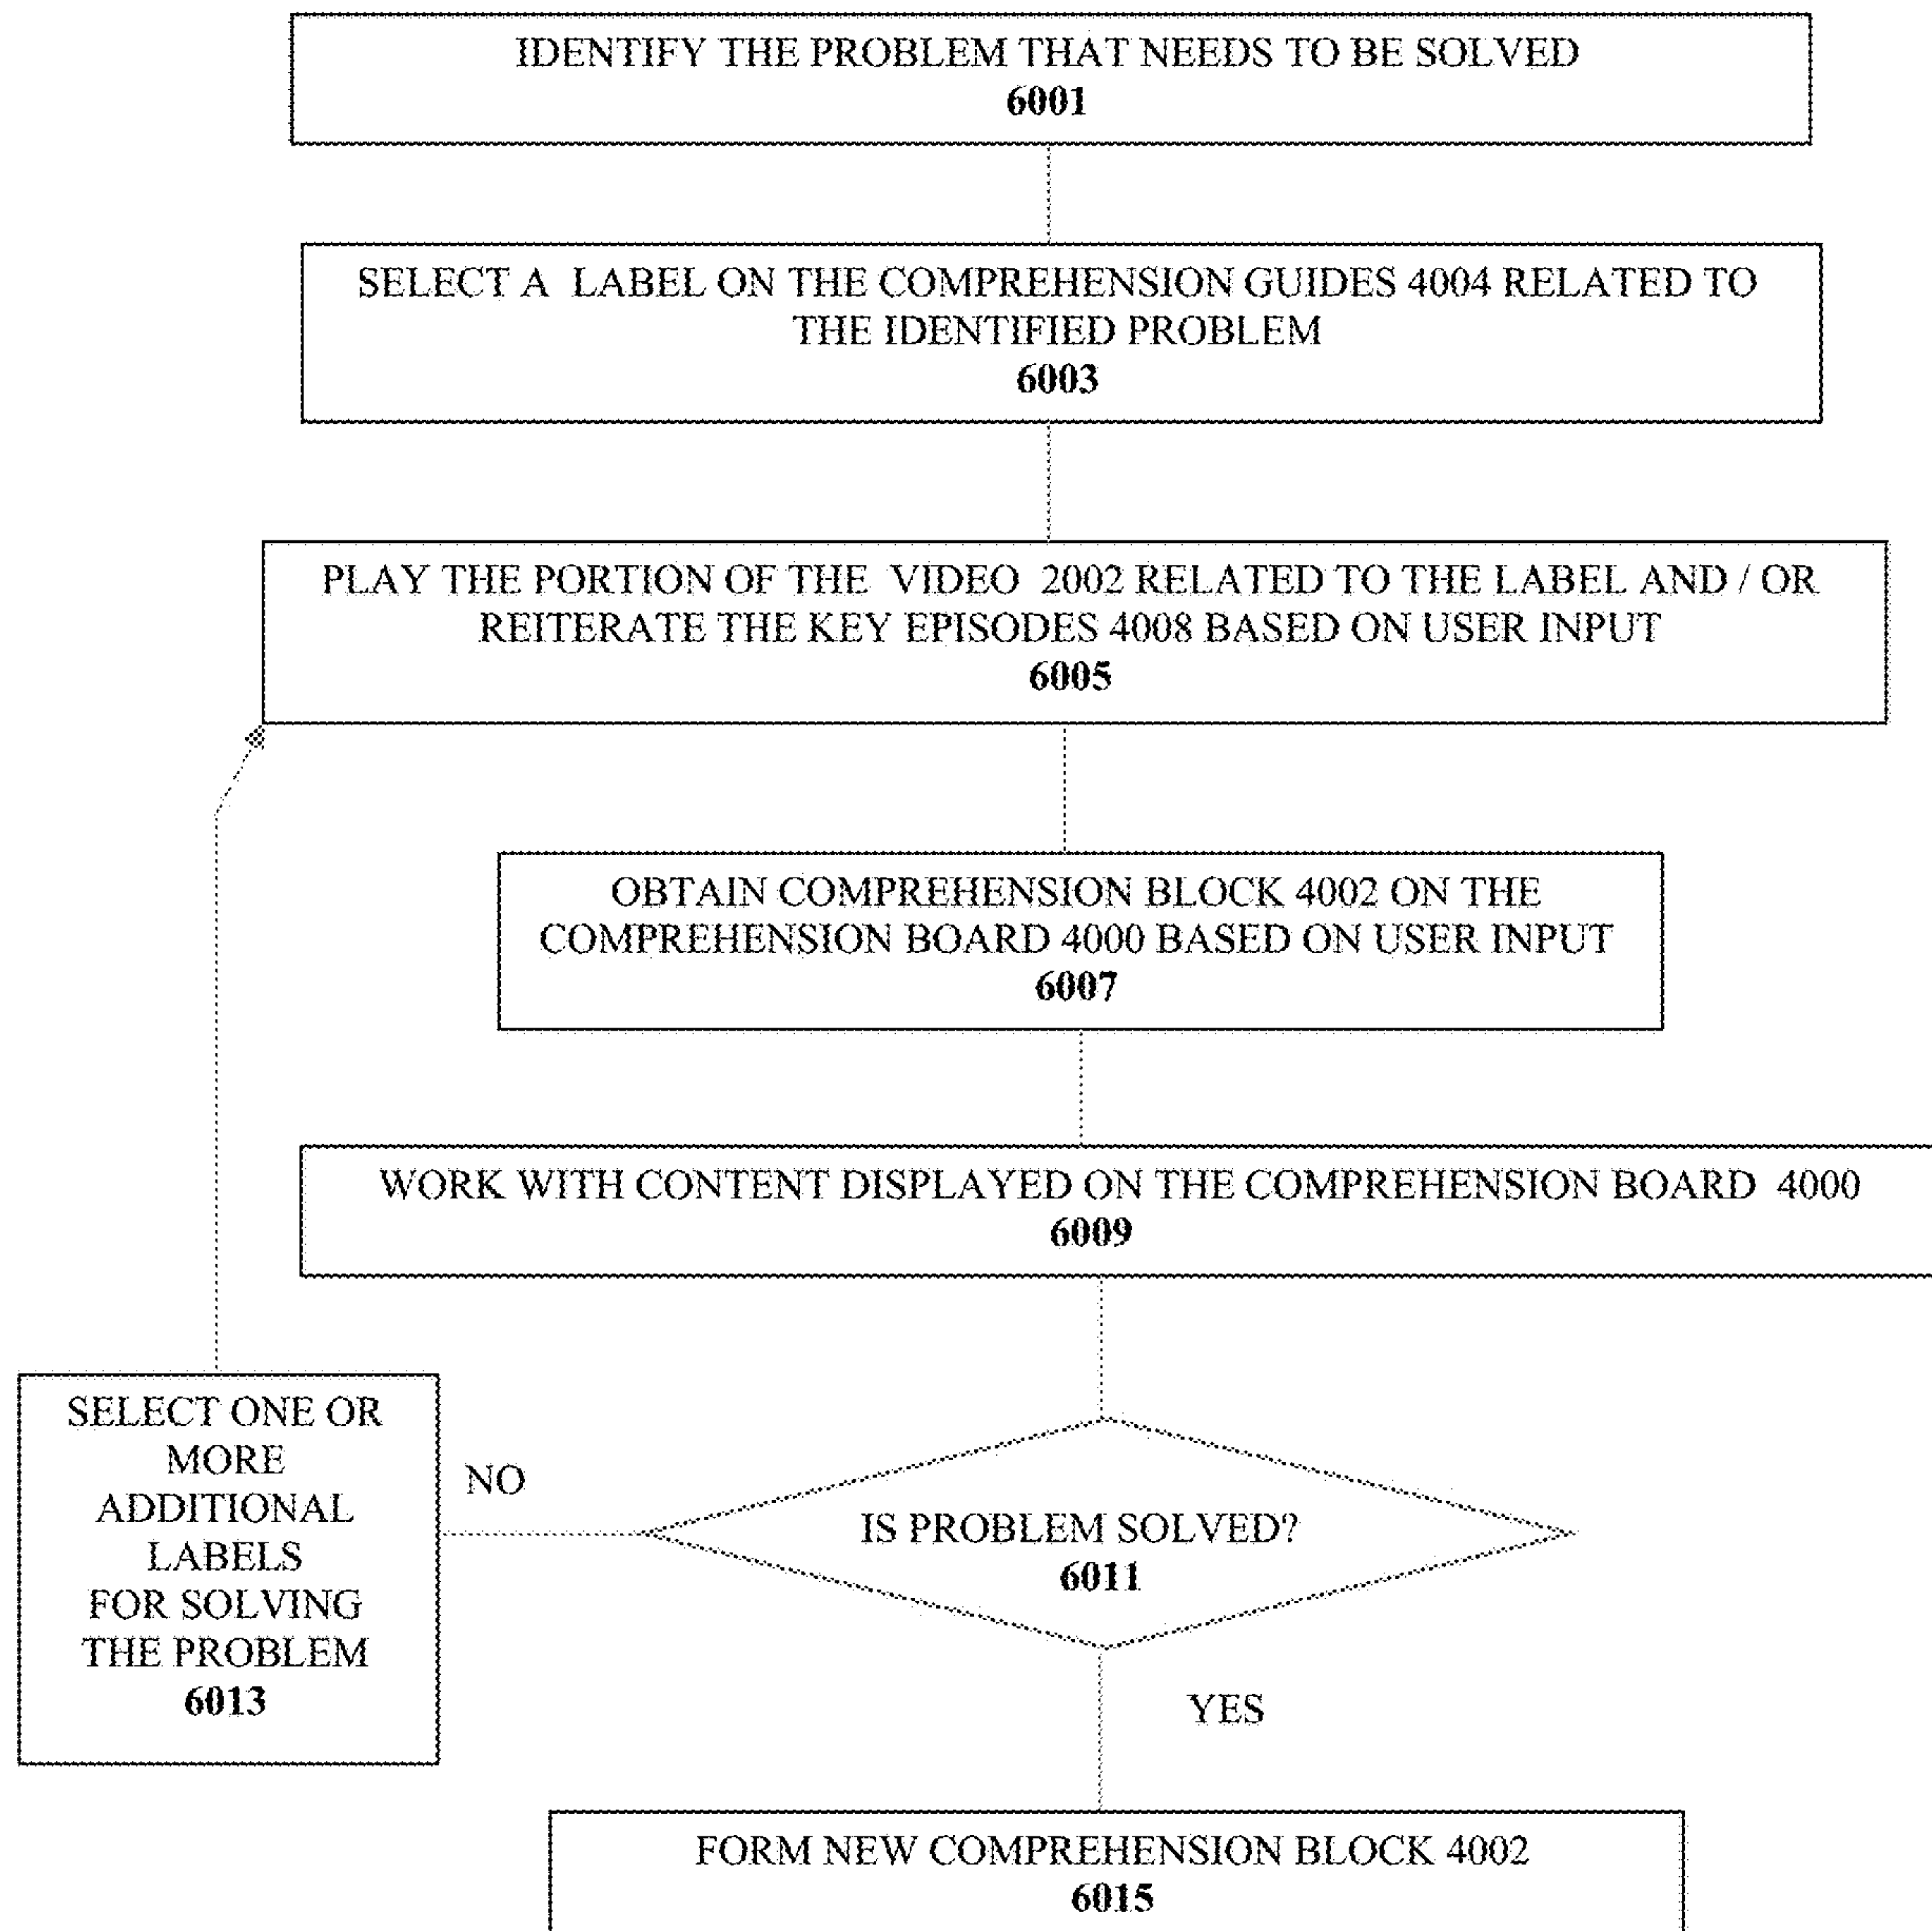 IDENTIFY THE PROBLEM THAT NEEDS TO BE SOLVED
6001
SELECT A LABEL ON THE COMPREHENSION GUIDES 4004 RELATED TO
THE IDENTIFIED PROBLEM
6003
PLAY THE PORTION OF THE VIDEO 2002 RELATED TO THE LABEL AND / OR
REITERATE THE KEY EPISODES 4008 BASED ON USER INPUT
6005
OBTAIN COMPREHENSION BLOCK 4002 ON THE
COMPREHENSION BOARD 4000 BASED ON USER INPUT
6007
WORK WITH CONTENT DISPLAYED ON THE COMPREHENSION BOARD 4000
6009
IS PROBLEM SOLVED?
6011
NO
SELECT ONE OR
MORE
ADDITIONAL
LABELS
FOR SOLVING
THE PROBLEM
6013
YES
FORM NEW COMPREHENSION BLOCK 4002
6015